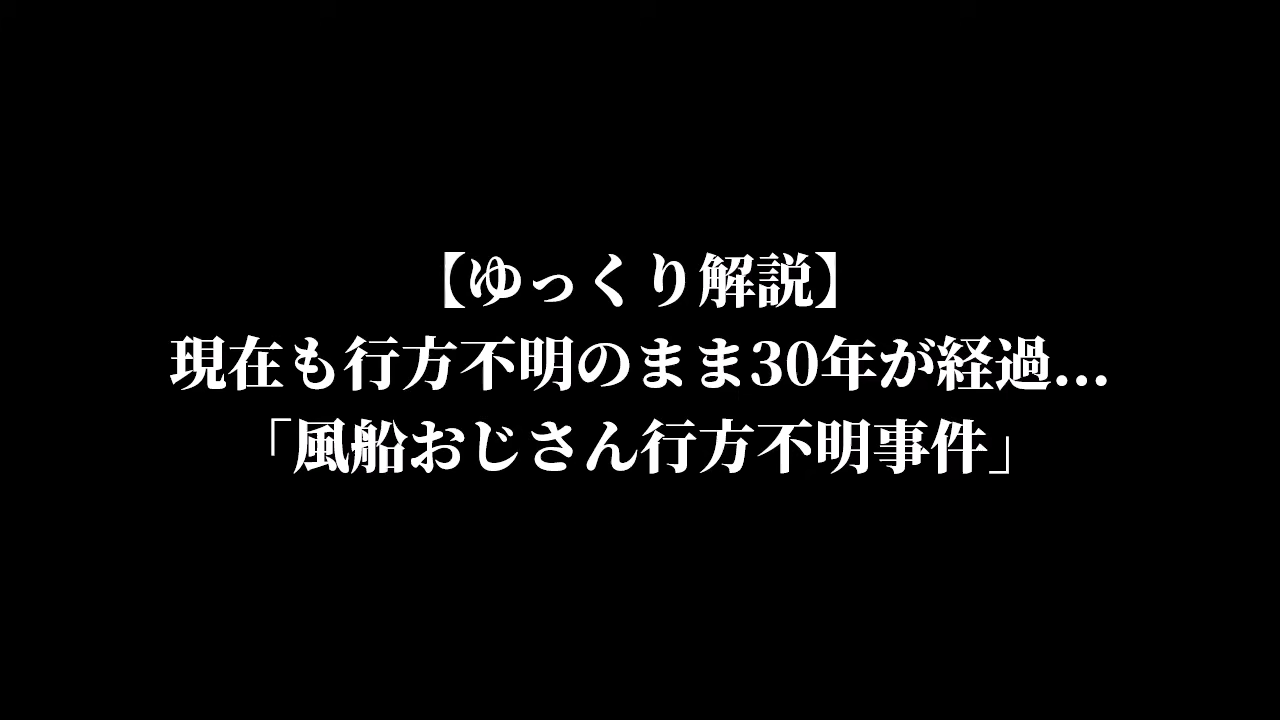 【ゆっくり解説】
現在も行方不明のまま30年が経過...
「風船おじさん行方不明事件」